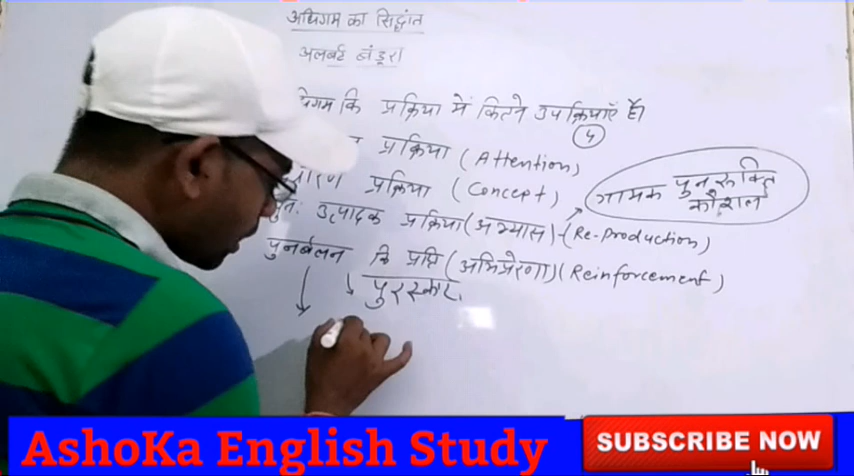 अधिगम का सिद्धांत
अलबर्ट बंडूरा
कि प्रक्रिया में कितने उपक्रियाएँ है।
4
प्रक्रिया (Attention)
प्रक्रिया (Concept)
गामक पुनरूक्ति
कौशल
उत्पादक प्रक्रिया (अभ्यास) (Re-Production)
पुनर्बलन कि प्रप्ति (अभिप्रेरणा) (Reinforcement)
पुरस्कार
AshoKa English Study
SUBSCRIBE NOW